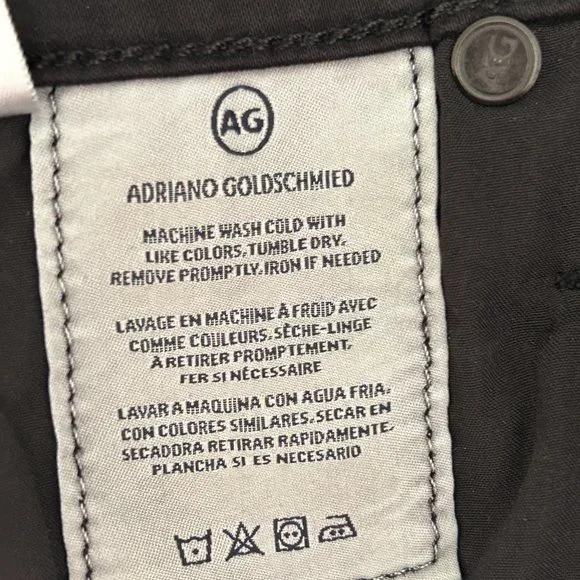 AG
ADRIANO GOLDSCHMIED
MACHINE WASH COLD WITH
LIKE COLORS. TUMBLE DRY.
REMOVE PROMPTLY. IRON IF NEEDED
LAVAGE EN MACHINE À FROID AVEC
COMME COULEURS. SÈCHE-LINGE
À RETIRER PROMPTEMENT.
FER SI NÉCESSAIRE
LAVAR A MAQUINA CON AGUA FRIA.
CON COLORES SIMILARES. SECAR EN
SECADORA RETIRAR RAPIDAMENTE.
PLANCHA SI ES NECESARIO